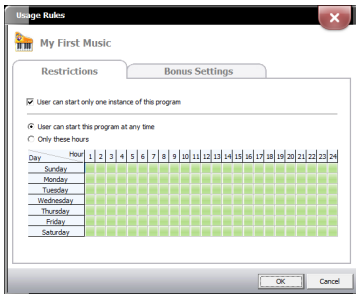 Usage Rules
My First Music
Restrictions
Bonus Settings
User can start only one instance of this program
User can start this program at any time
Only these hours
Day Hour 1 2 3 4 5 6 7 8 9 10 11 12 13 14 15 16 17 18 19 20 21 22 23 24
Sunday
Monday
Tuesday
Wednesday
Thursday
Friday
Saturday
OK
Cancel